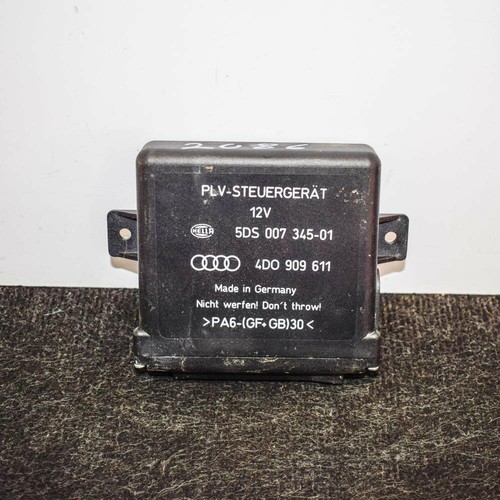 PLV-STEUERGERÄT
12V
HELLA 5DS 007 345-01
4D0 909 611
Made in Germany
Nicht werfen! Don't throw!
>PA6-(GF+GB)30<